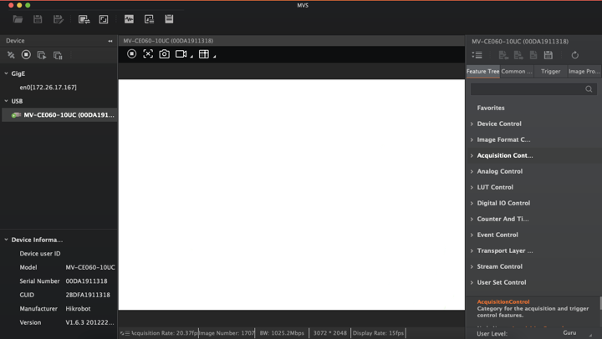 MVS
Device
MV-CE060-10UC (00DA1911318)
MV-CE060-10UC (00DA1911318)
GigE
en0[172.26.17.167]
USB
MV-CE060-10UC (00DA191...
Feature Tree
Common ...
Trigger
Image Pro...
Favorites
Device Control
Image Format C...
Acquisition Cont...
Analog Control
LUT Control
Digital IO Control
Counter And Ti...
Event Control
Transport Layer ...
Stream Control
User Set Control
Device Informa...
Device user ID
Model MV-CE060-10UC
Serial Number 00DA1911318
GUID 2BDFA1911318
Manufacturer Hikrobot
Version V1.6.3 201222...
AcquisitionControl
Category for the acquisition and trigger
control features.
Acquisition Rate: 20.37fp
Image Number: 170
BW: 1023.2Mbps
3072 * 2048
Display Rate: 15fps
User Level:
Guru